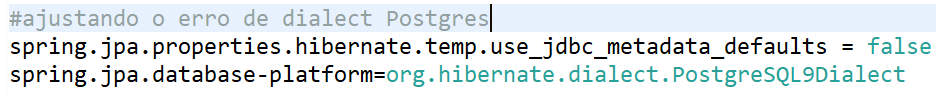 #ajustando o erro de dialect Postgres
spring.jpa.properties.hibernate.temp.use_jdbc_metadata_defaults = false
spring.jpa.database-platform=org.hibernate.dialect.PostgreSQL9Dialect